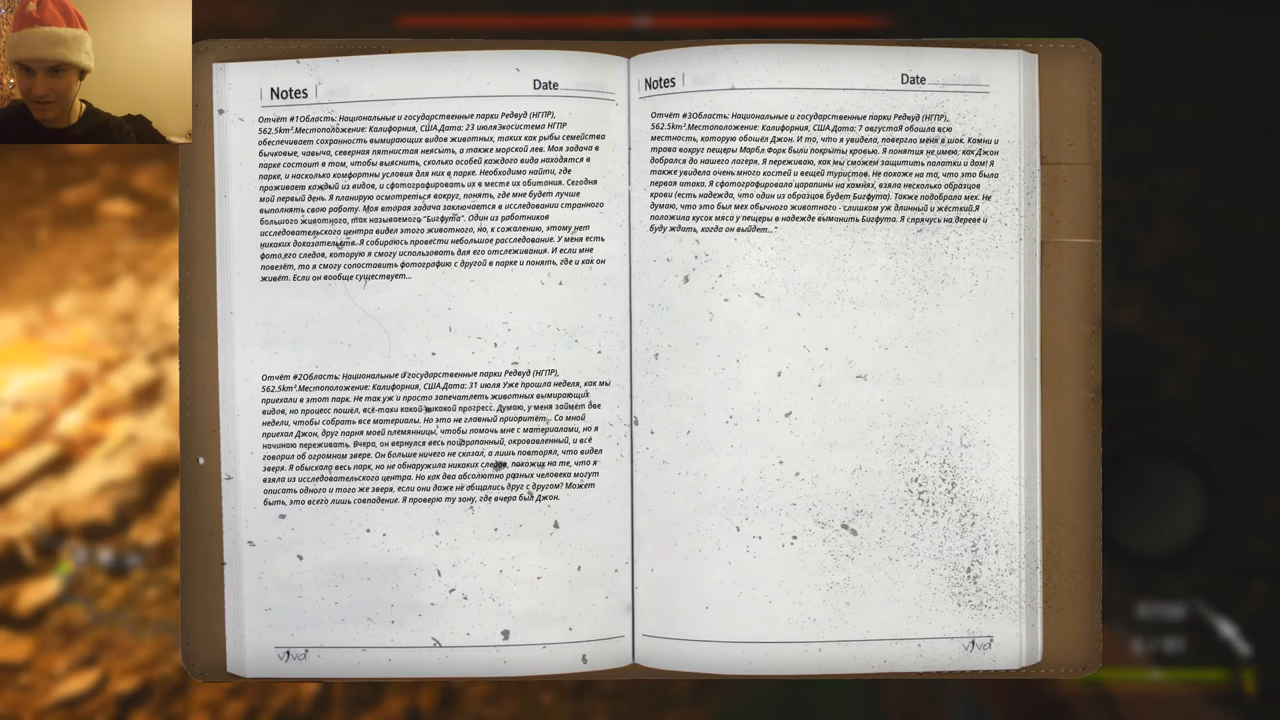 Notes
Date
Отчёт #1Область: Национальные и государственные парки Редвуд (НГПР),
562.5km².Местоположение: Калифорния, США.Дата: 23 июляЭкосистема НГПР
обеспечивает сохранность вымирающих видов животных, таких как рыбы семейства
бычковые, чавыча, северная пятнистая неясыть, а также морской лев. Моя задача в
парке состоит в том, чтобы выяснить, сколько особей каждого вида находятся в
парке, и насколько комфортны условия для них в парке. Необходимо найти, где
проживает каждый из видов, и сфотографировать их в месте их обитания. Сегодня
мой первый день. Я планирую осмотреться вокруг, понять, где мне будет лучше
выполнять свою работу. Моя вторая задача заключается в исследовании странного
большого животного, так называемого "Бигфута". Один из работников
исследовательского центра видел этого животного, но, к сожалению, этому нет
никаких доказательств. Я собираюсь провести небольшое расследование. У меня есть
фото его следов, которую я смогу использовать для его отслеживания. И если мне
повезёт, то я смогу сопоставить фотографию с другой в парке и понять, где и как он
живёт. Если он вообще существует...
Отчёт #2Область: Национальные и государственные парки Редвуд (НГПР),
562.5km².Местоположение: Калифорния, США.Дата: 31 июля Уже прошла неделя, как мы
приехали в этот парк. Не так уж и просто запечатлеть животных вымирающих
видов, но процесс пошёл, всё-таки какой-никакой прогресс. Думаю, у меня займёт две
недели, чтобы собрать все материалы. Но это не главный приоритет... Со мной
приехал Джон, друг парня моей племянницы, чтобы помочь мне с материалами, но я
начинаю переживать. Вчера, он вернулся весь поцарапанный, окровавленный, и всё
говорил об огромном звере. Он больше ничего не сказал, а лишь повторял, что видел
зверя. Я обыскала весь парк, но не обнаружила никаких следов, похожих на те, что я
взяла из исследовательского центра. Но как два абсолютно разных человека могут
описать одного и того же зверя, если они даже не общались друг с другом? Может
быть, это всего лишь совпадение. Я проверю ту зону, где вчера был Джон.
viva
Notes
Date
Отчёт #3Область: Национальные и государственные парки Редвуд (НГПР),
562.5km².Местоположение: Калифорния, США.Дата: 7 августаЯ обошла всю
местность, которую обошёл Джон. И то, что я увидела, повергло меня в шок. Камни и
трава вокруг пещеры Марбл Форк были покрыты кровью. Я понятия не имею, как Джон
добрался до нашего лагеря. Я переживаю, как мы сможем защитить палатки и дом! Я
также увидела очень много костей и вещей туристов. Не похоже на то, что это была
первая атака. Я сфотографировала царапины на камнях, взяла несколько образцов
крови (есть надежда, что один из образцов будет Бигфута). Также подобрала мех. Не
думаю, что это был мех обычного животного - слишком уж длинный и жёсткий.Я
положила кусок мяса у пещеры в надежде выманить Бигфута. Я спрячусь на дереве и
буду ждать, когда он выйдет..."
viva